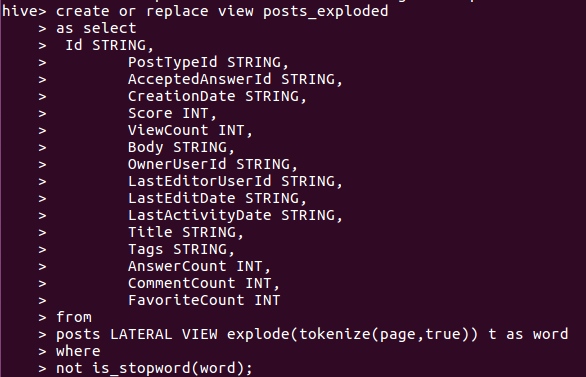 hive> create or replace view posts_exploded
> as select
> Id STRING,
> PostTypeId STRING,
> AcceptedAnswerId STRING,
> CreationDate STRING,
> Score INT,
> ViewCount INT,
> Body STRING,
> OwnerUserId STRING,
> LastEditorUserId STRING,
> LastEditDate STRING,
> LastActivityDate STRING,
> Title STRING,
> Tags STRING,
> AnswerCount INT,
> CommentCount INT,
> FavoriteCount INT
> from
> posts LATERAL VIEW explode(tokenize(page,true)) t as word
> where
> not is_stopword(word);